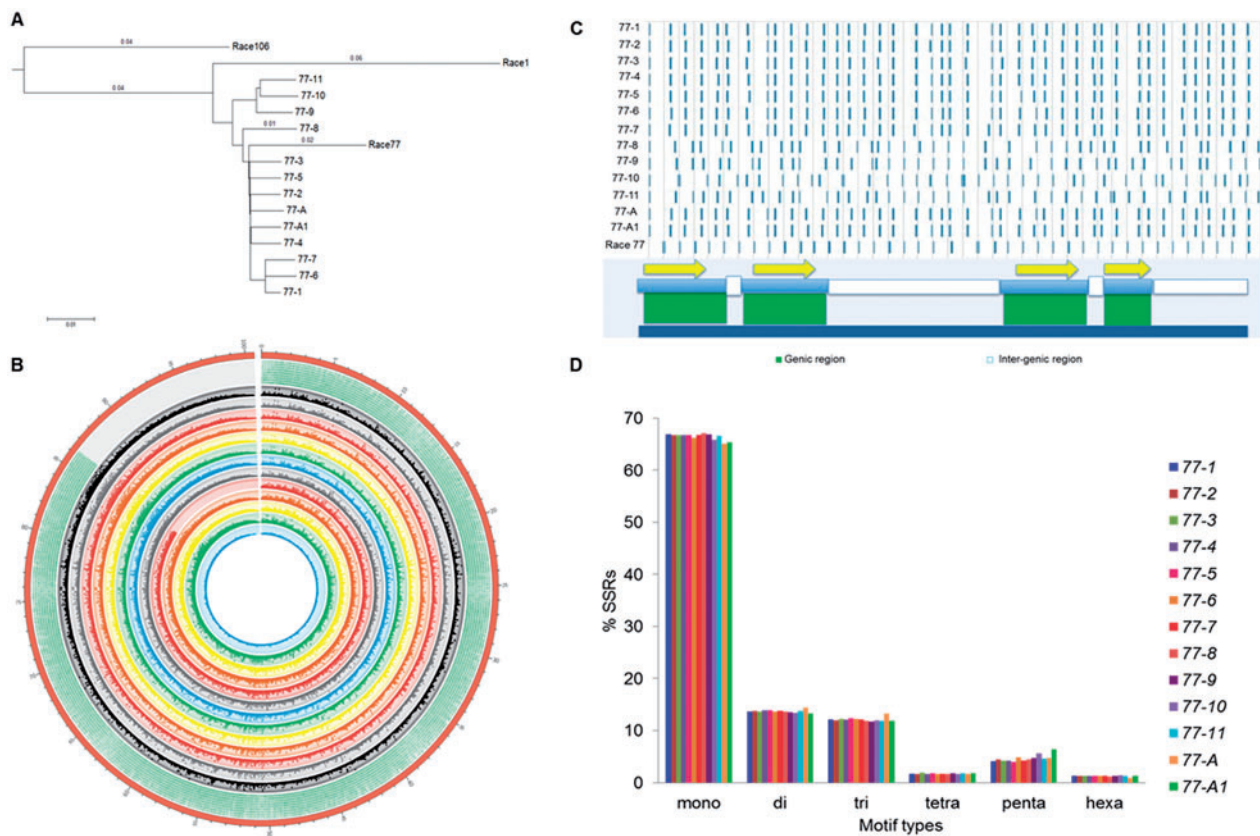 A
0.04
Race106
0.06
Race1
0.04
77-11
77-10
77-9
0.01
77-8
0.02
Race77
77-3
77-5
77-2
77-A
77-A1
77-4
77-7
77-6
77-1
0.01
B
C
77-1
77-2
77-3
77-4
77-5
77-6
77-7
77-8
77-9
77-10
77-11
77-A
77-A1
Race 77
Genic region
Inter-genic region
D
70
60
50
40
30
20
10
0
% SSRs
mono
di
tri
tetra
penta
hexa
Motif types
77-1
77-2
77-3
77-4
77-5
77-6
77-7
77-8
77-9
77-10
77-11
77-A
77-A1